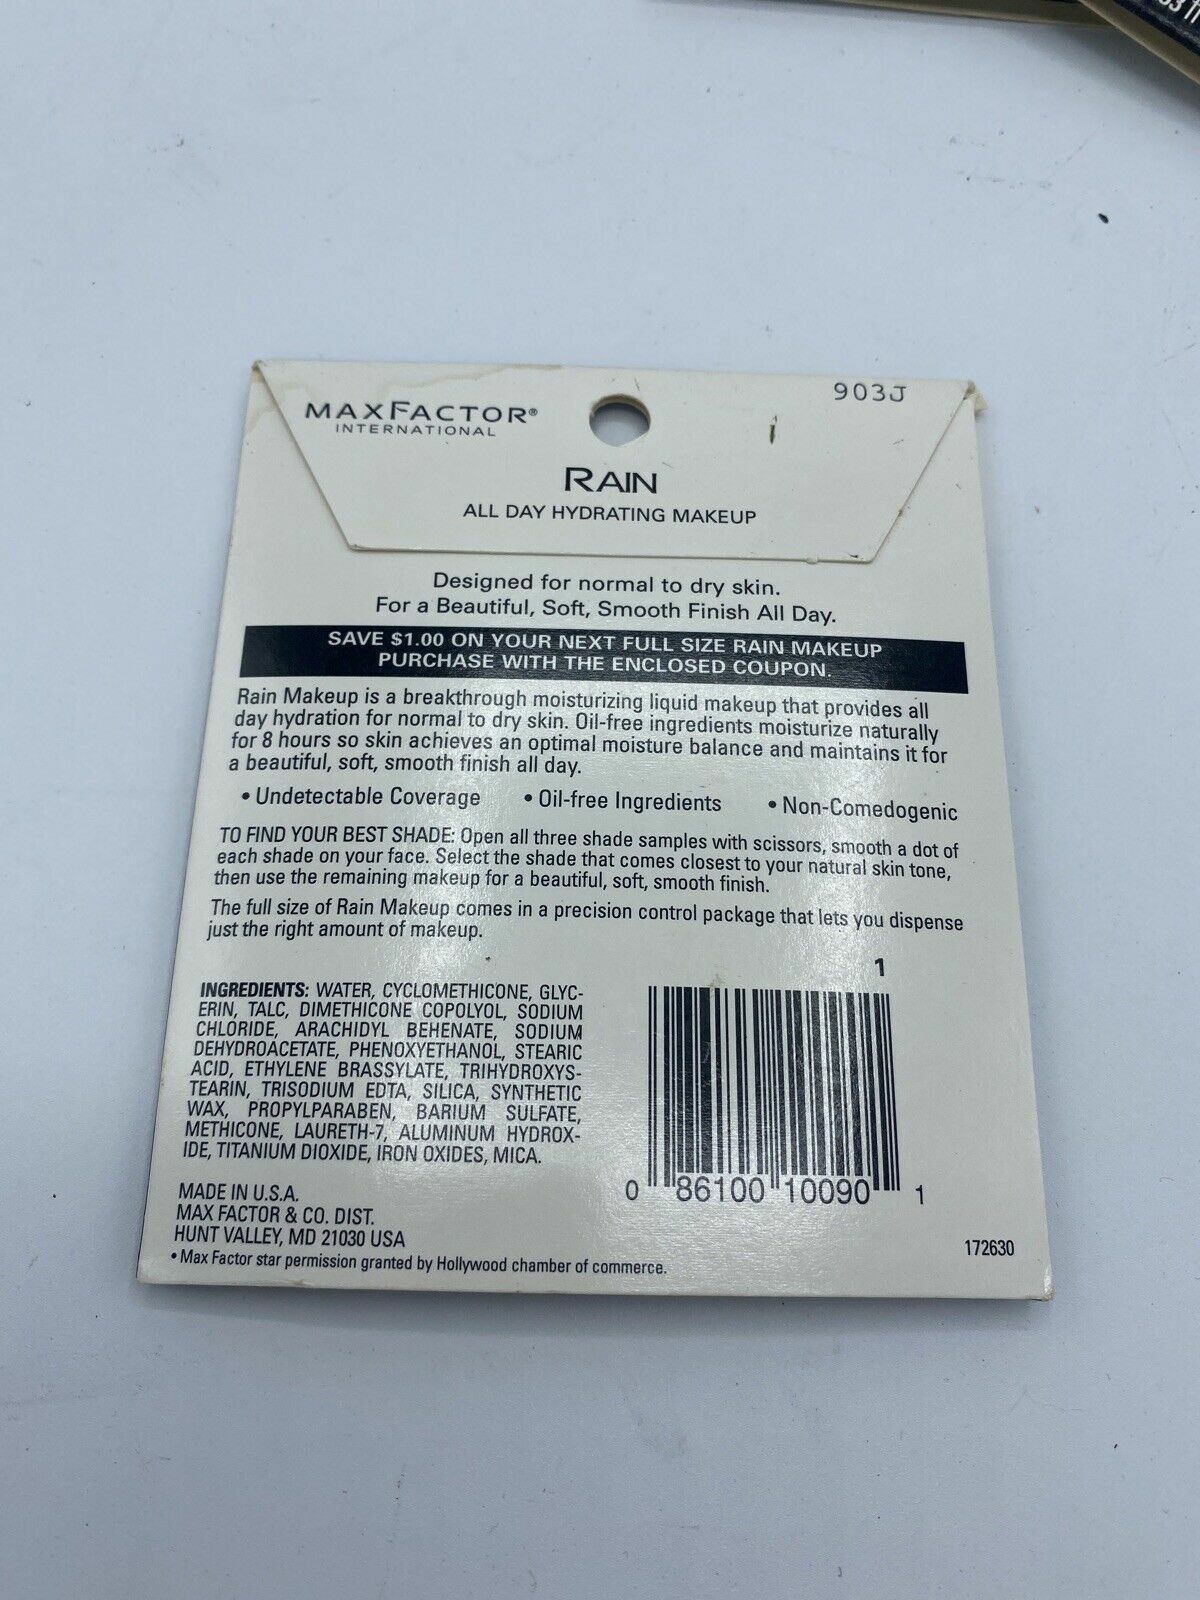 MAXFACTOR®
INTERNATIONAL
903J
RAIN
ALL DAY HYDRATING MAKEUP
Designed for normal to dry skin.
For a Beautiful, Soft, Smooth Finish All Day.
SAVE $1.00 ON YOUR NEXT FULL SIZE RAIN MAKEUP
PURCHASE WITH THE ENCLOSED COUPON.
Rain Makeup is a breakthrough moisturizing liquid makeup that provides all
day hydration for normal to dry skin. Oil-free ingredients moisturize naturally
for 8 hours so skin achieves an optimal moisture balance and maintains it for
a beautiful, soft, smooth finish all day.
• Undetectable Coverage • Oil-free Ingredients • Non-Comedogenic
TO FIND YOUR BEST SHADE: Open all three shade samples with scissors, smooth a dot of
each shade on your face. Select the shade that comes closest to your natural skin tone,
then use the remaining makeup for a beautiful, soft, smooth finish.
The full size of Rain Makeup comes in a precision control package that lets you dispense
just the right amount of makeup.
INGREDIENTS: WATER, CYCLOMETHICONE, GLYC-
ERIN, TALC, DIMETHICONE COPOLYOL, SODIUM
CHLORIDE, ARACHIDYL BEHENATE, SODIUM
DEHYDROACETATE, PHENOXYETHANOL, STEARIC
ACID, ETHYLENE BRASSYLATE, TRIHYDROXYS-
TEARIN, TRISODIUM EDTA, SILICA, SYNTHETIC
WAX, PROPYLPARABEN, BARIUM SULFATE,
METHICONE, LAURETH-7, ALUMINUM HYDROX-
IDE, TITANIUM DIOXIDE, IRON OXIDES, MICA.
1
0 86100 10090 1
MADE IN U.S.A.
MAX FACTOR & CO. DIST.
HUNT VALLEY, MD 21030 USA
• Max Factor star permission granted by Hollywood chamber of commerce.
172630